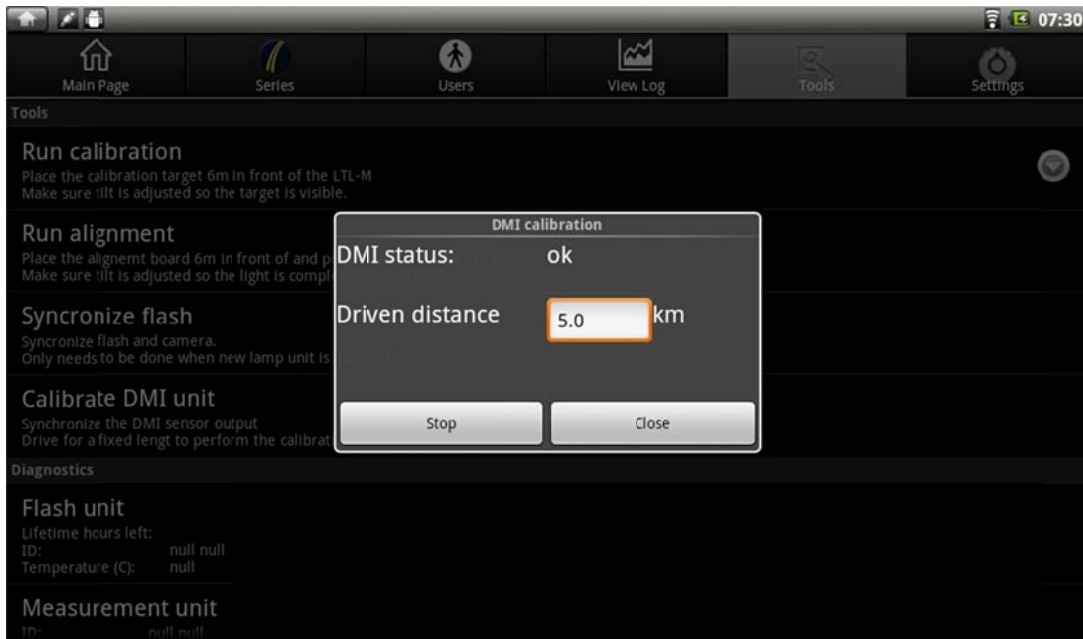 07:30
Main Page
Series
Users
View Log
Tools
Settings
Tools
Run calibration
Place the calibration target 6m in front of the LTL-M
Make sure tilt is adjusted so the target is visible.
Run alignment
Place the alignemt board 6m in front of and p
Make sure tilt is adjusted so the light is compl
Syncronize flash
Syncronize flash and camera.
Only needs to be done when new lamp unit is
Calibrate DMI unit
Synchronize the DMI sensor output
Drive for a fixed lengt to perform the calibrat
DMI calibration
DMI status: ok
Driven distance 5.0 km
Stop
Close
Diagnostics
Flash unit
Lifetime hours left:
ID: null null
Temperature (C): null
Measurement unit
ID: null null